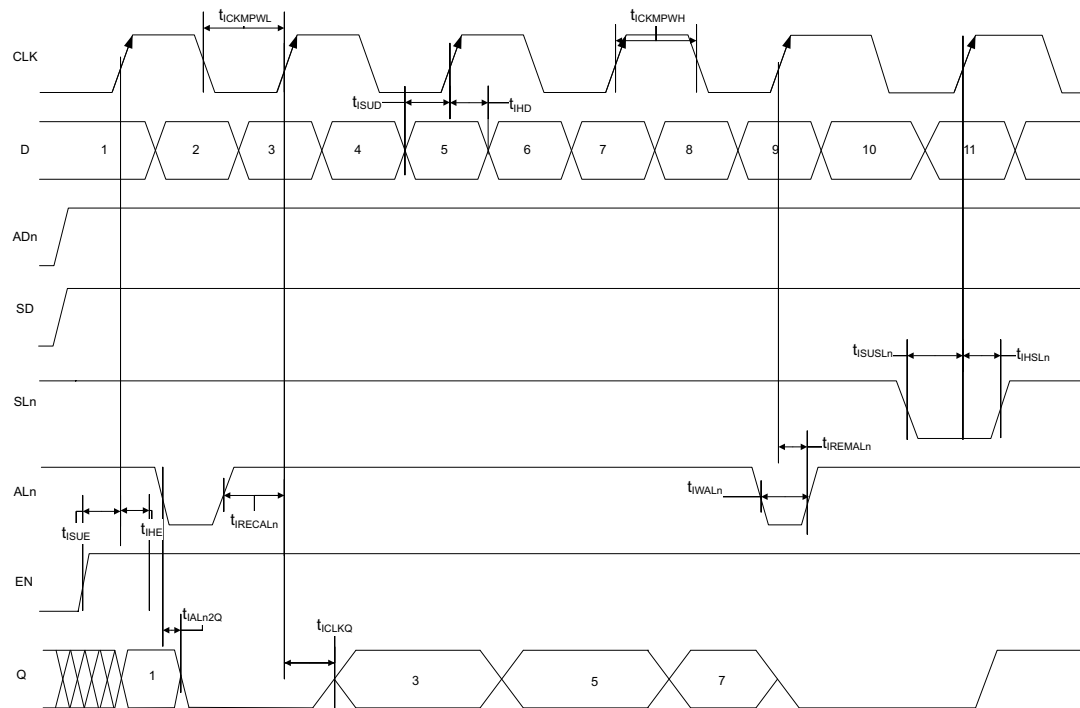 tICKMPWL
tICKMPWH
CLK
tISUD
tIHD
D
1 2 3 4 5 6 7 8 9 10 11
ADn
SD
tISUSLn
tIHSLn
SLn
tIREMALn
ALn
tIWALn
tISUE
tIHE
tIRECALn
EN
tIALn2Q
tICLKQ
Q
1 3 5 7